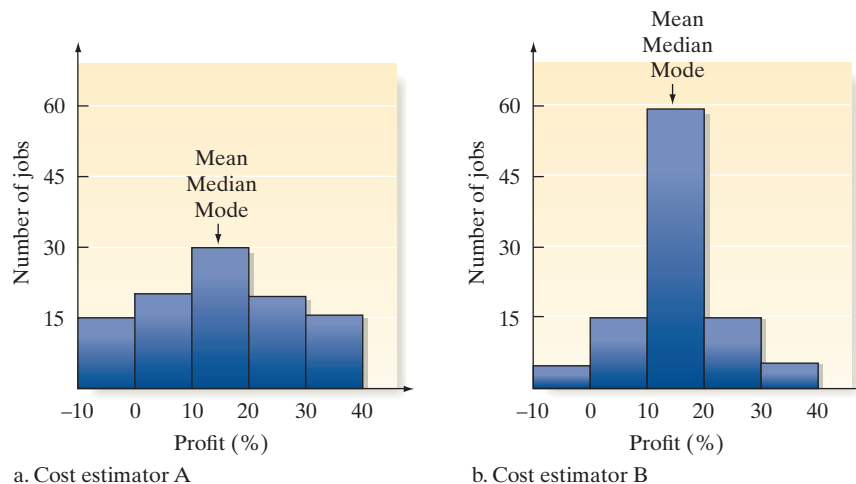 Mean
Median
Mode
60
45
30
15
Number of jobs
–10 0 10 20 30 40
Profit (%)
a. Cost estimator A
Mean
Median
Mode
60
45
30
15
Number of jobs
–10 0 10 20 30 40
Profit (%)
b. Cost estimator B